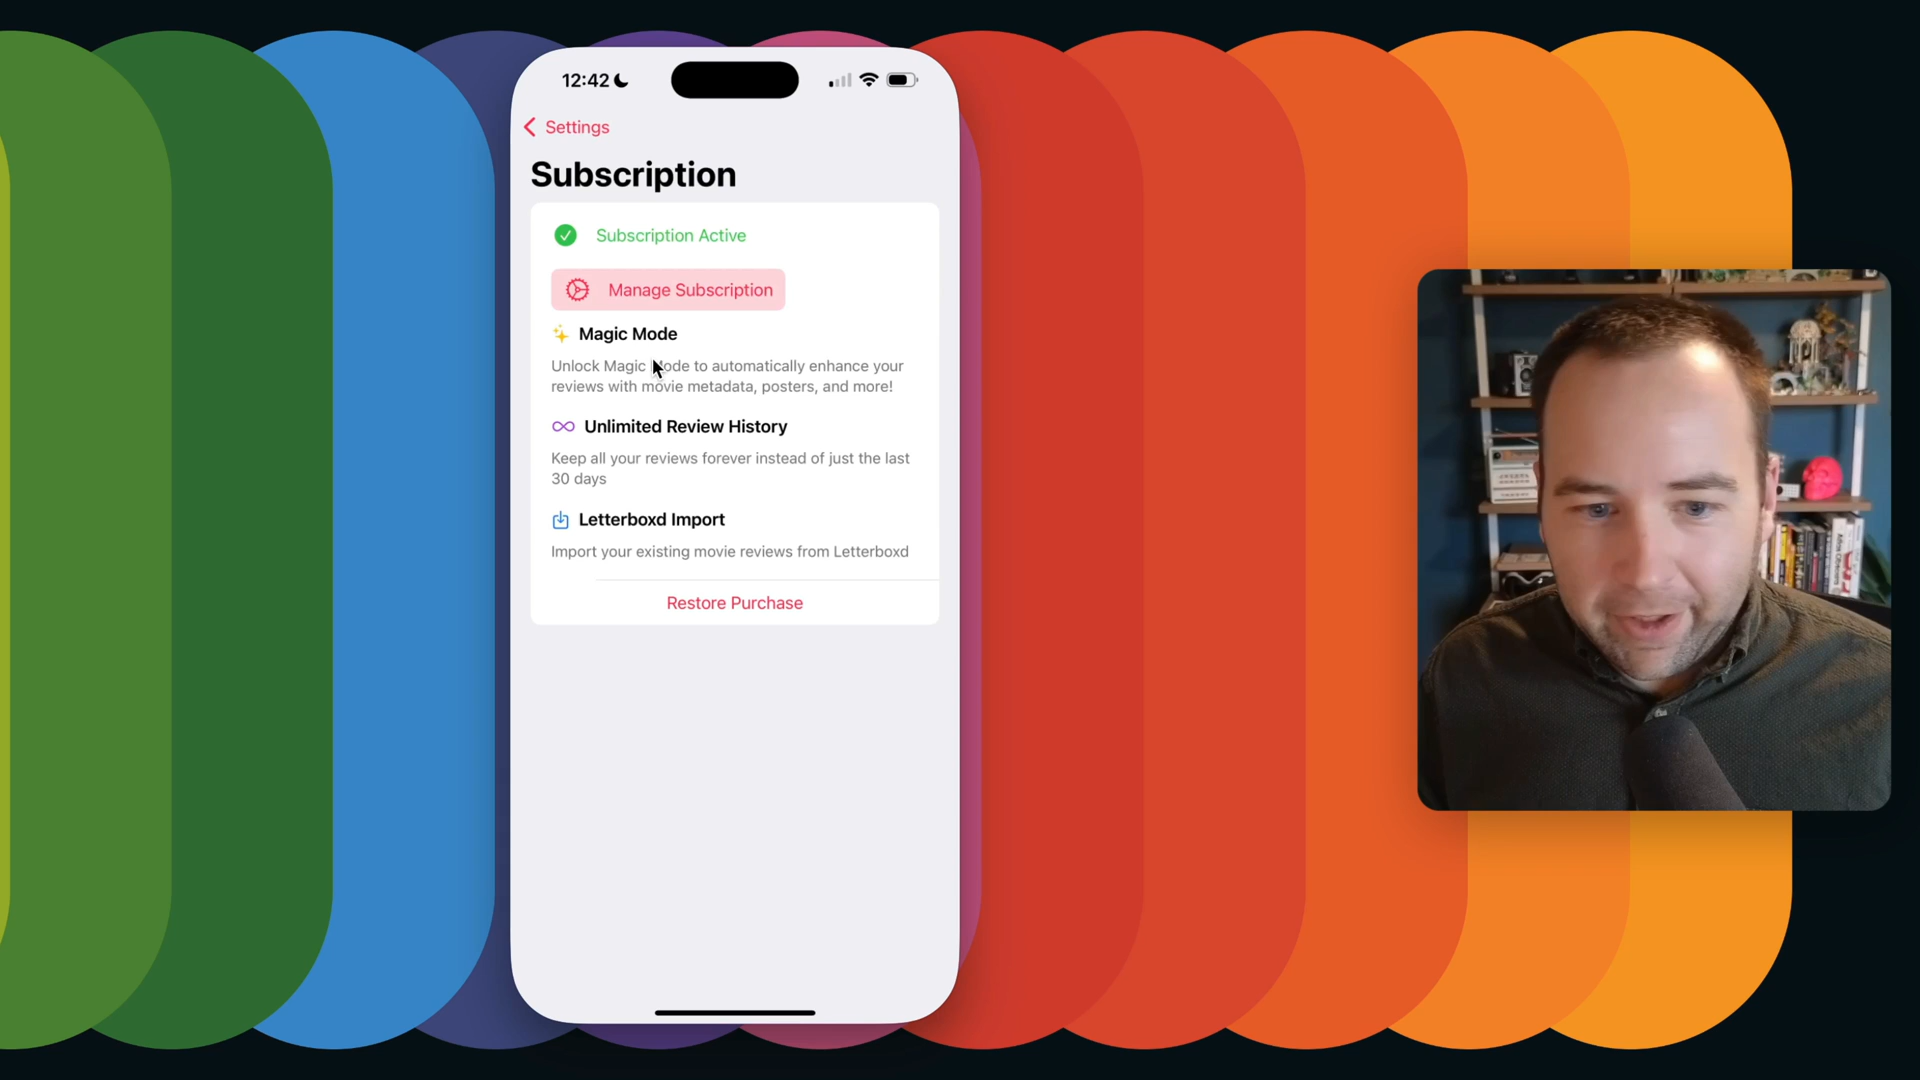 12:42
Settings
Subscription
Subscription Active
Manage Subscription
Magic Mode
Unlock Magic Mode to automatically enhance your
reviews with movie metadata, posters, and more!
Unlimited Review History
Keep all your reviews forever instead of just the last
30 days
Letterboxd Import
Import your existing movie reviews from Letterboxd
Restore Purchase